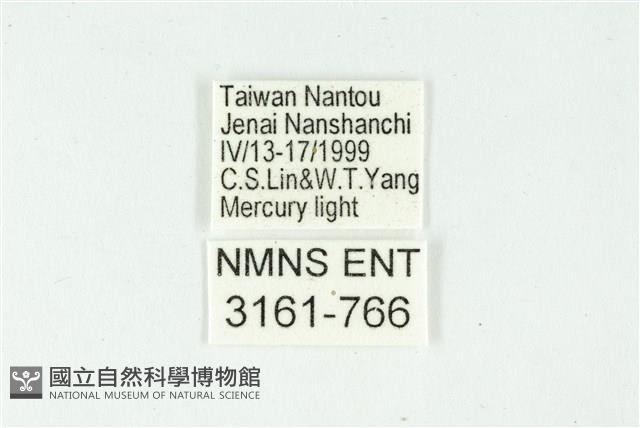 Taiwan Nantou
Jenai Nanshanchi
IV/13-17/1999
C.S.Lin&W.T.Yang
Mercury light
NMNS ENT
3161-766
國立自然科學博物館
NATIONAL MUSEUM OF NATURAL SCIENCE